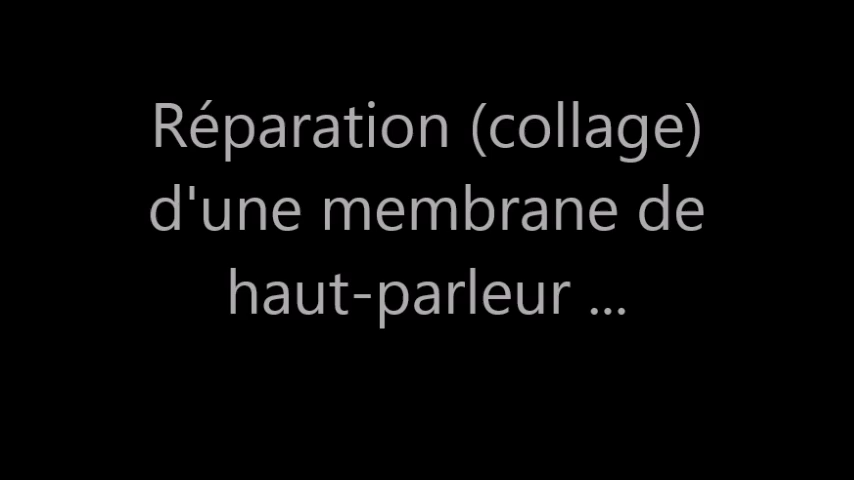 Réparation (collage)
d'une membrane de
haut-parleur ...